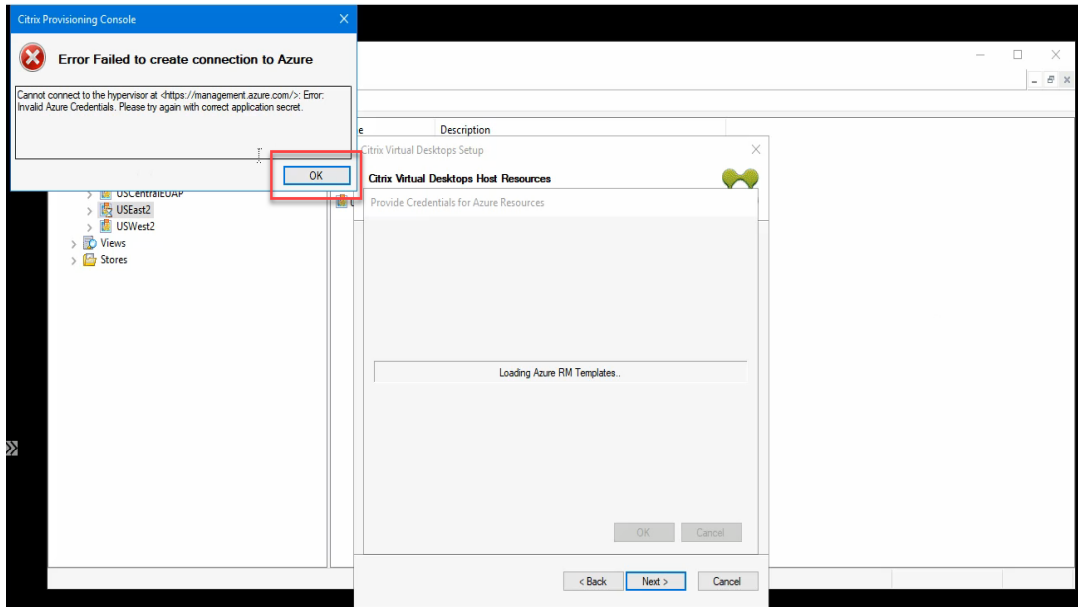 Citrix Provisioning Console
Error Failed to create connection to Azure
Cannot connect to the hypervisor at <https://management.azure.com/>: Error:
Invalid Azure Credentials. Please try again with correct application secret.
OK
e Description
Citrix Virtual Desktops Setup
Citrix Virtual Desktops Host Resources
Provide Credentials for Azure Resources
USCentralEUAP
USEast2
USWest2
Views
Stores
Loading Azure RM Templates..
OK Cancel
< Back Next > Cancel